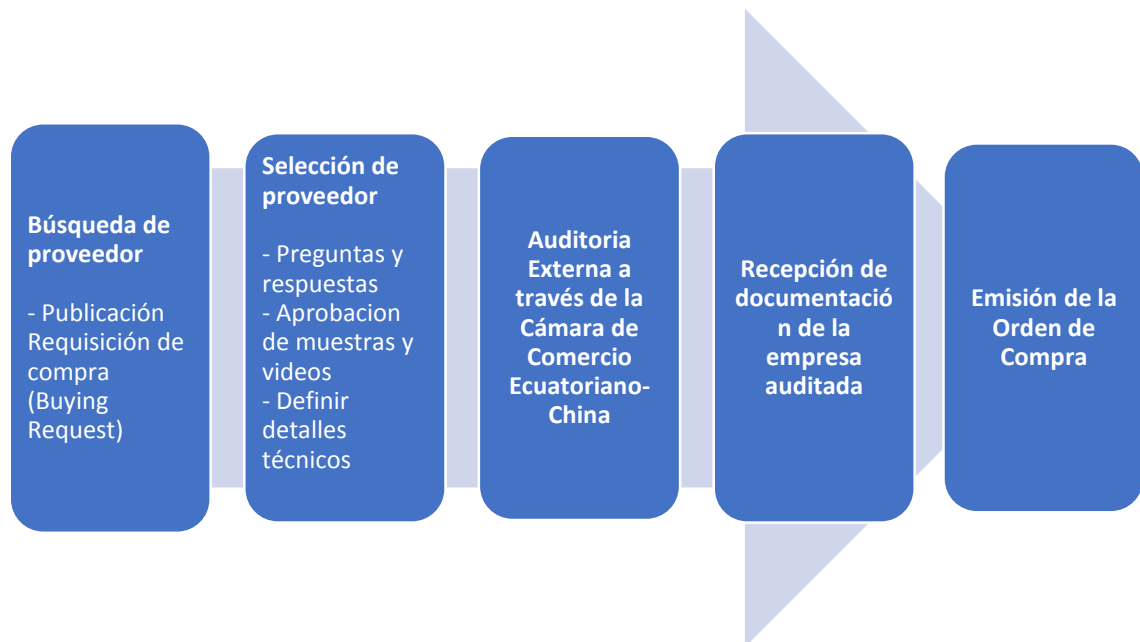 Búsqueda de
proveedor
- Publicación
Requisición de
compra
(Buying
Request)
Selección de
proveedor
- Preguntas y
respuestas
- Aprobacion
de muestras y
videos
- Definir
detalles
técnicos
Auditoria
Externa a
través de la
Cámara de
Comercio
Ecuatoriano-
China
Recepción de
documentació
n de la
empresa
auditada
Emisión de la
Orden de
Compra